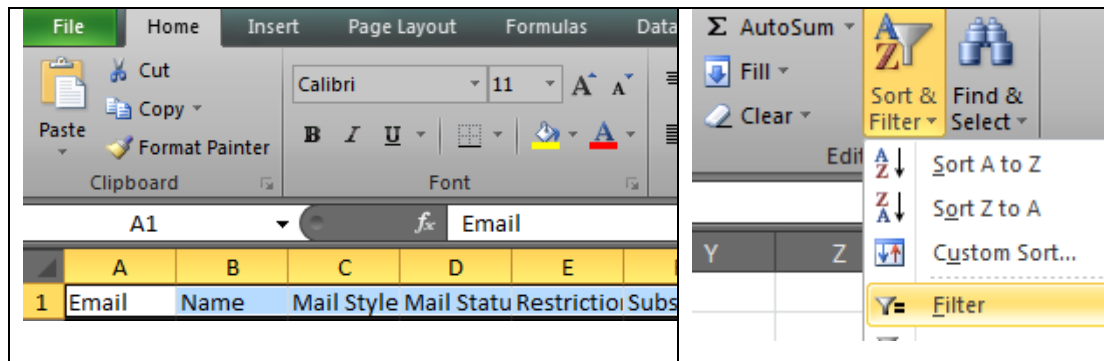 File Home Insert Page Layout Formulas Data
Cut
Calibri 11 A A
Copy
Paste
B I U A
Format Painter
Clipboard Font
A1 fx Email
A B C D E
1 Email Name Mail Style Mail Statu Restriction Subs
Σ AutoSum
Fill
Clear
Sort & Filter
Find & Select
Edit
Sort A to Z
Sort Z to A
Y Z
Custom Sort...
Filter